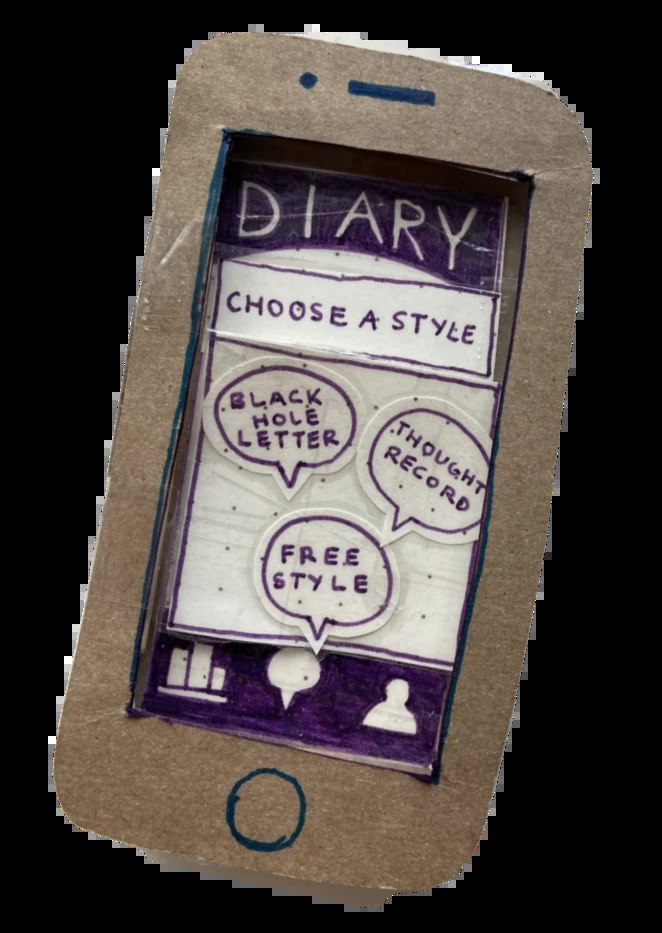 DIARY
CHOOSE A STYLE
BLACK
HOLE
LETTER
THOUGHT
RECORD
FREE
STYLE